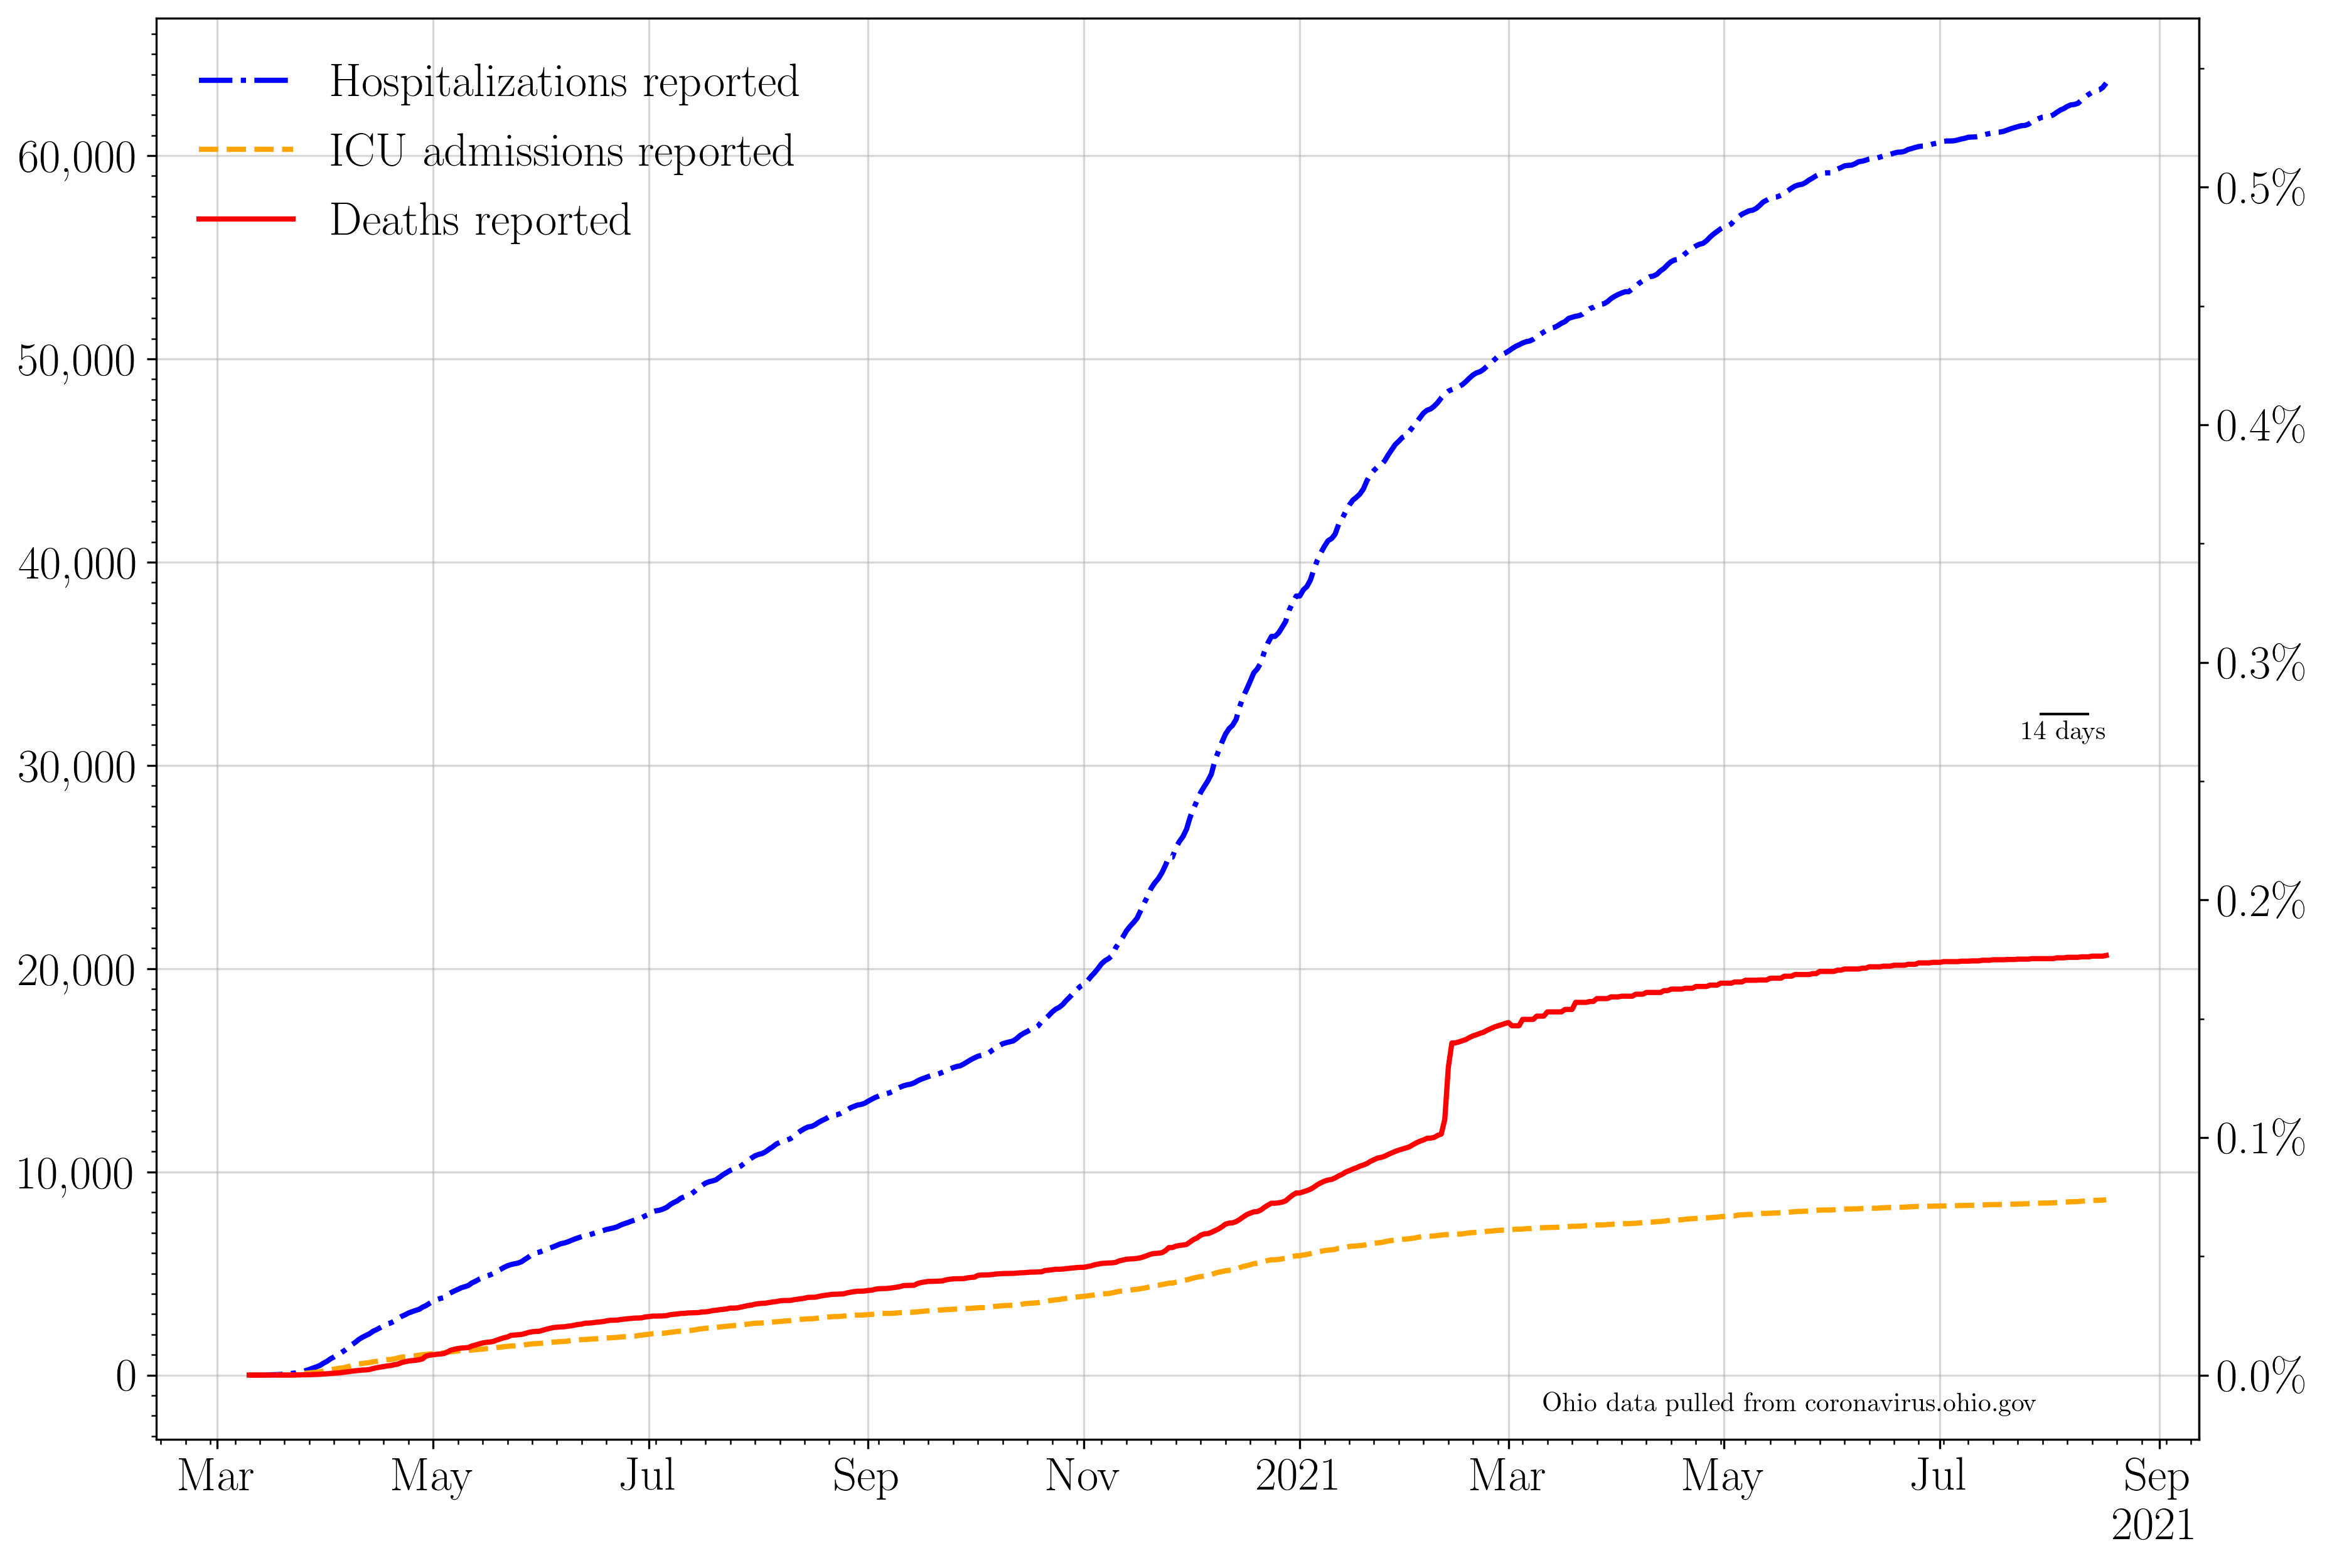 Hospitalizations reported
ICU admissions reported
Deaths reported
60,000
50,000
40,000
30,000
20,000
10,000
0
0.5%
0.4%
0.3%
0.2%
0.1%
0.0%
14 days
Ohio data pulled from coronavirus.ohio.gov
Mar May Jul Sep Nov 2021 Mar May Jul Sep
2021